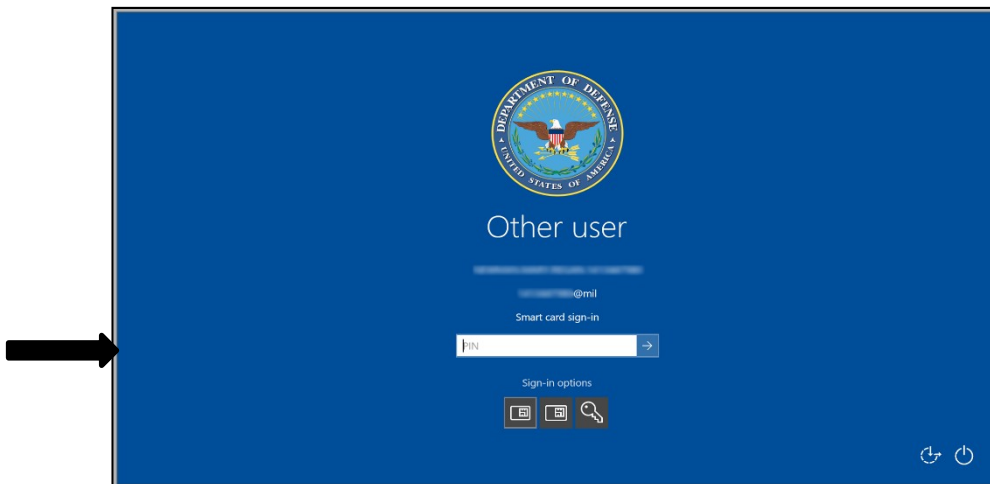 DEPARTMENT OF DEFENSE
UNITED STATES OF AMERICA
Other user
@mil
Smart card sign-in
PIN
Sign-in options